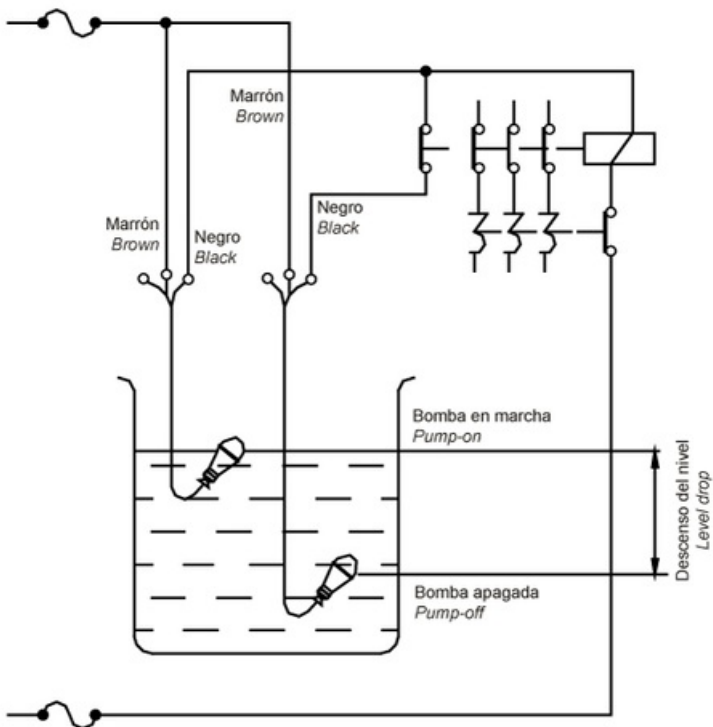 Marrón
Brown
Marrón
Brown
Negro
Black
Negro
Black
Bomba en marcha
Pump-on
Descenso del nivel
Level drop
Bomba apagada
Pump-off